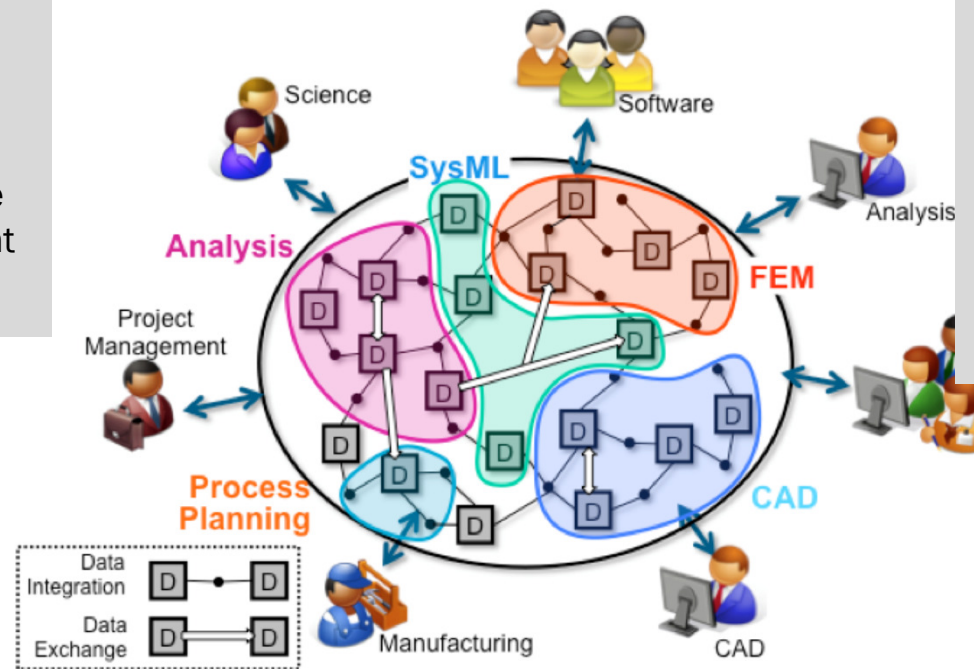 Science
Software
SysML
D
D
Analysis
Analysis
D
D
D
D
D
FEM
D
D
Project
Management
D
D
D
D
D
D
D
D
D
D
Process
Planning
CAD
D
D
Data
Integration
D
D
Data
Exchange
D
D
Manufacturing
CAD